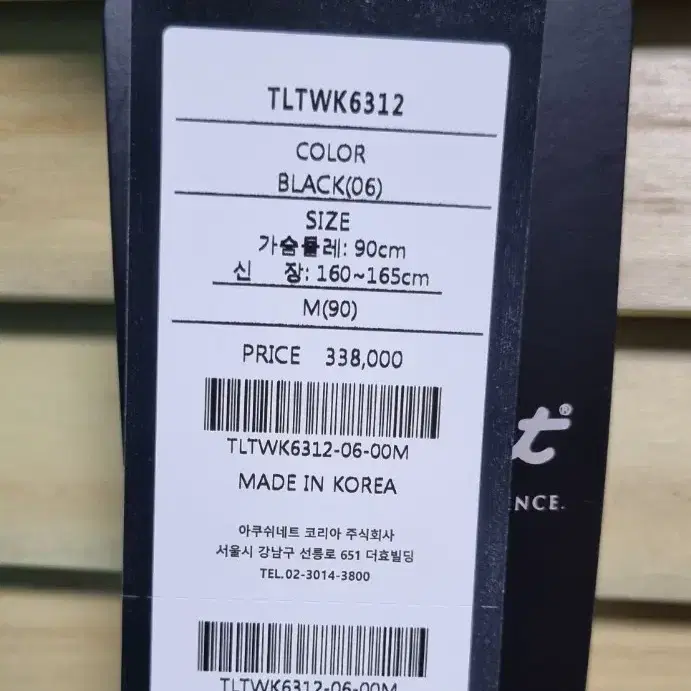 TLTWK6312
COLOR
BLACK(06)
SIZE
가슴둘레: 90cm
신 장: 160~165cm
M(90)
PRICE 338,000
TLTWK6312-06-00M
MADE IN KOREA
아쿠쉬네트 코리아 주식회사
서울시 강남구 선릉로 651 더효빌딩
TEL.02-3014-3800
TLTWK6312-06-00M
t®
ENCE.